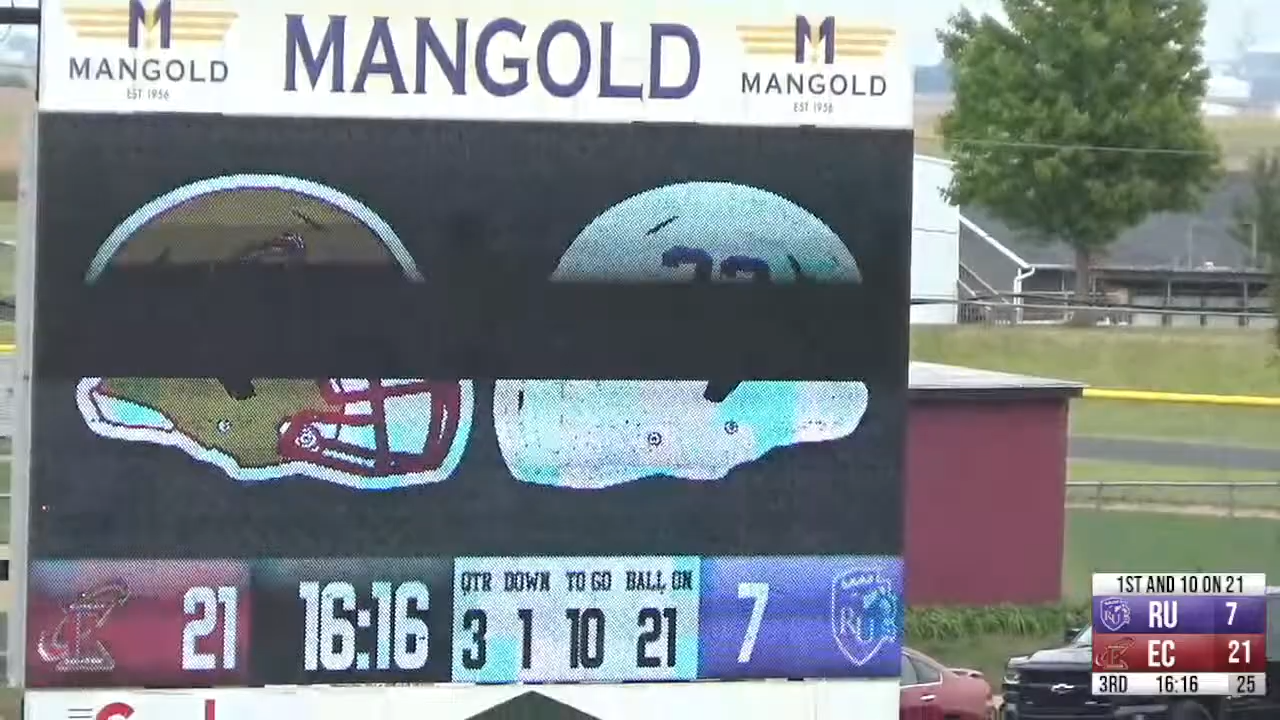 MANGOLD
EST 1956
MANGOLD
MANGOLD
EST 1956
21
16:16
QTR DOWN TO GO BALL ON
3 1 10 21
7
RU
1ST AND 10 ON 21
RU 7
EC 21
3RD 16:16 25